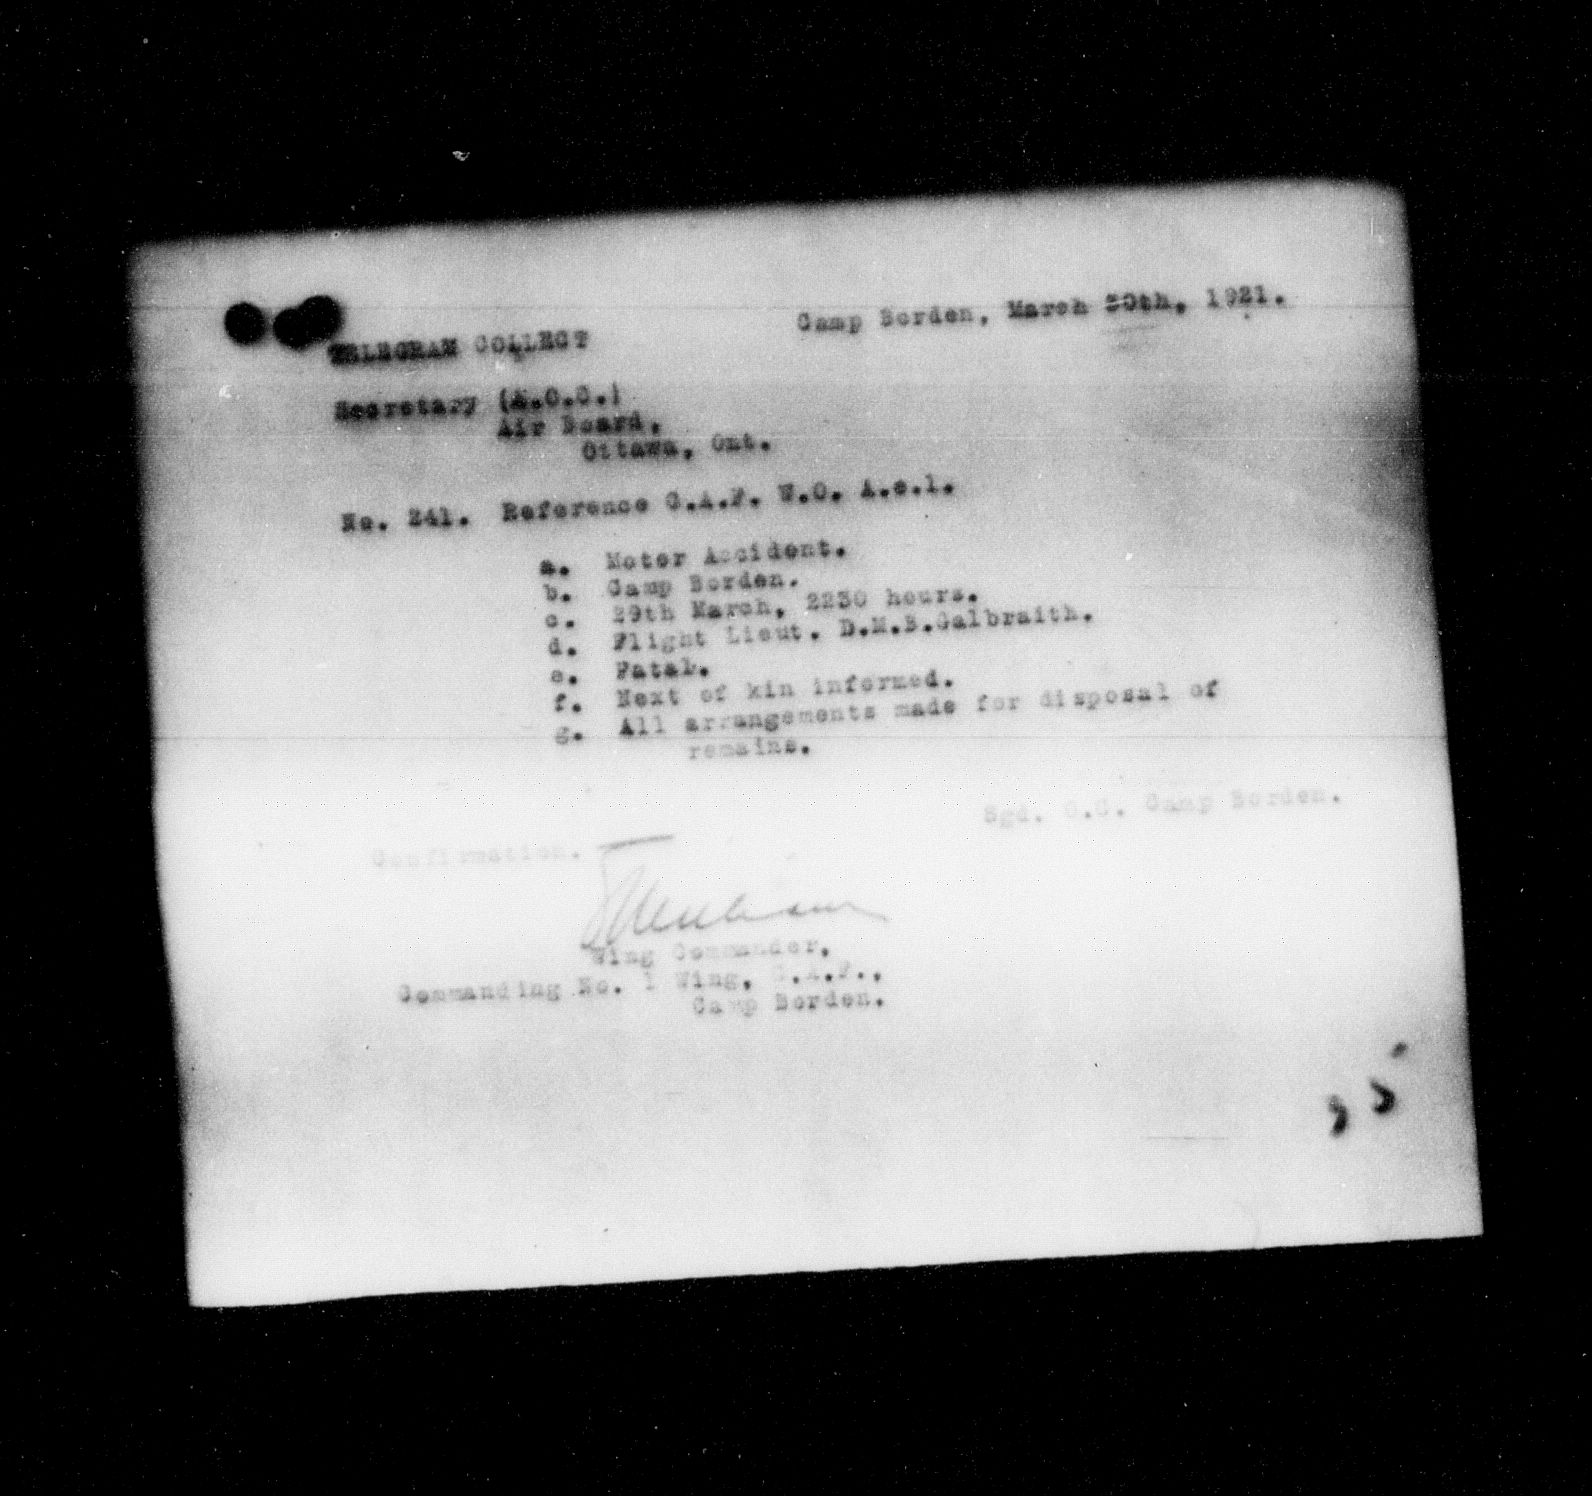 Camp Borden, March 30th, 1921.
TELEGRAM COLLECT
Secretary (A.O.C.)
Air Board,
Ottawa, Ont.
No. 241. Reference C.A.F. W.O. A.c.1.
a. Motor Accident.
b. Camp Borden.
c. 29th March, 2230 hours.
d. Flight Lieut. D.M.B.Galbraith.
e. Fatal.
f. Next of kin informed.
g. All arrangements made for disposal of
remains.
Sgd. O.C. Camp Borden.
Confirmation.
Wing Commander,
Commanding No. 1 Wing, C.A.F.,
Camp Borden.